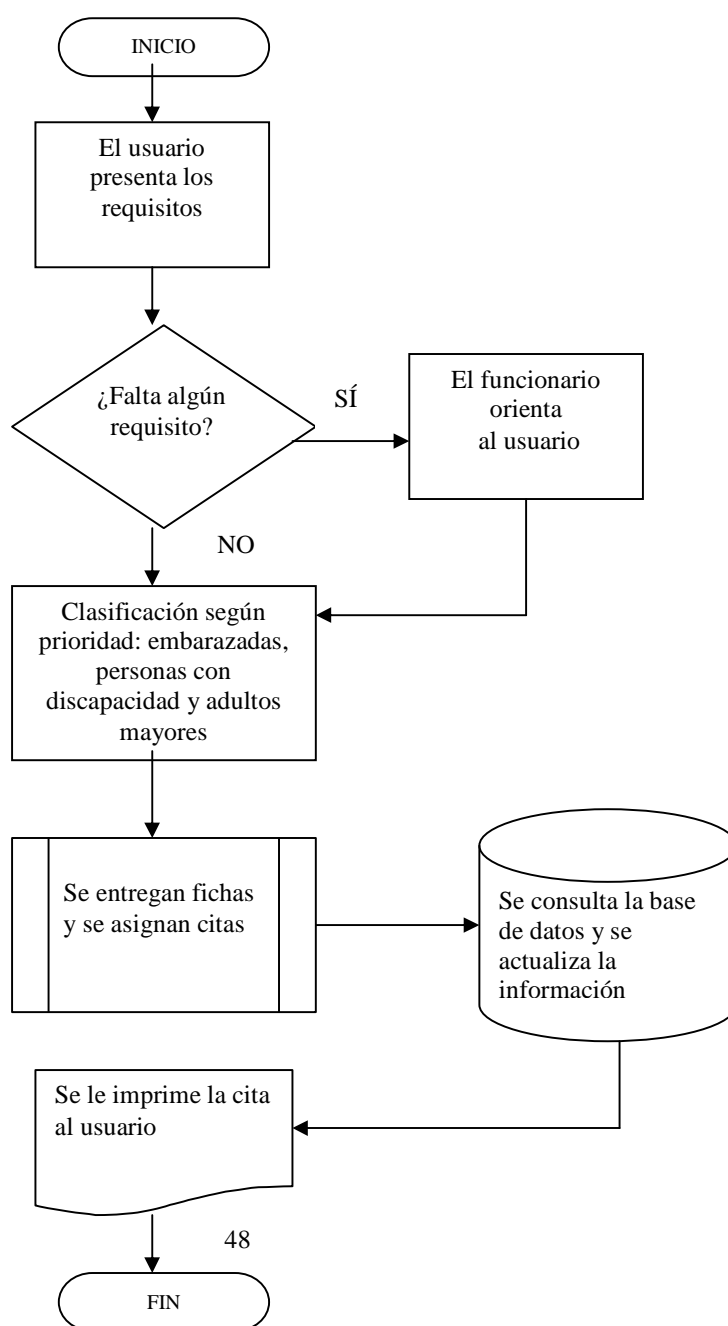 INICIO
El usuario
presenta los
requisitos
¿Falta algún
requisito?
SÍ
El funcionario
orienta
al usuario
NO
Clasificación según
prioridad: embarazadas,
personas con
discapacidad y adultos
mayores
Se entregan fichas
y se asignan citas
Se consulta la base
de datos y se
actualiza la
información
Se le imprime la cita
al usuario
48
FIN